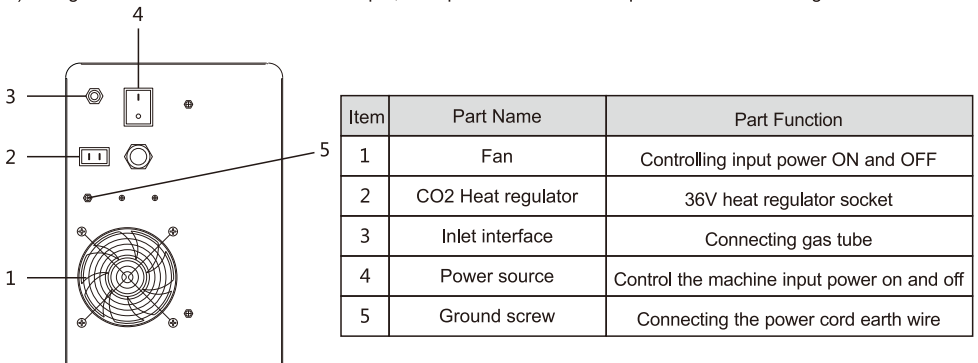 4
3
2
5
1
Item Part Name Part Function
1 Fan Controlling input power ON and OFF
2 CO2 Heat regulator 36V heat regulator socket
3 Inlet interface Connecting gas tube
4 Power source Control the machine input power on and off
5 Ground screw Connecting the power cord earth wire